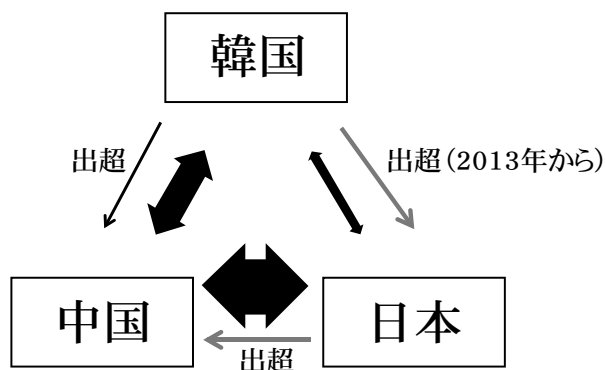 韓国
出超
出超(2013年から)
中国
日本
出超